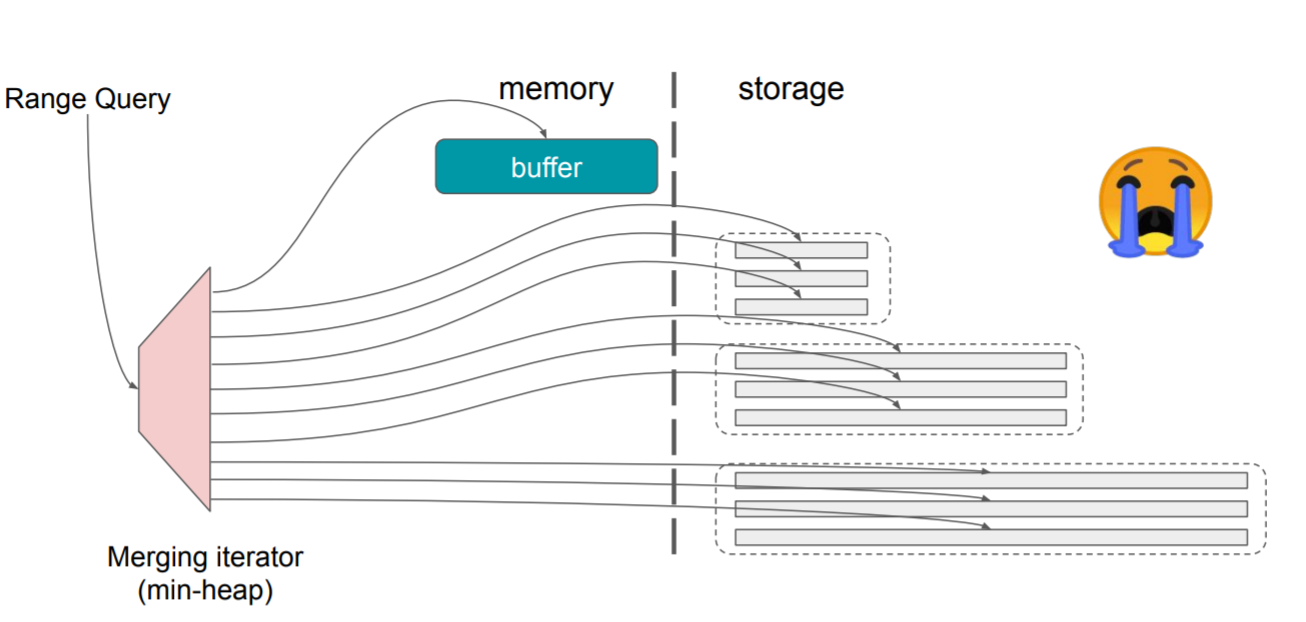 Range Query
memory
storage
buffer
Merging iterator
(min-heap)